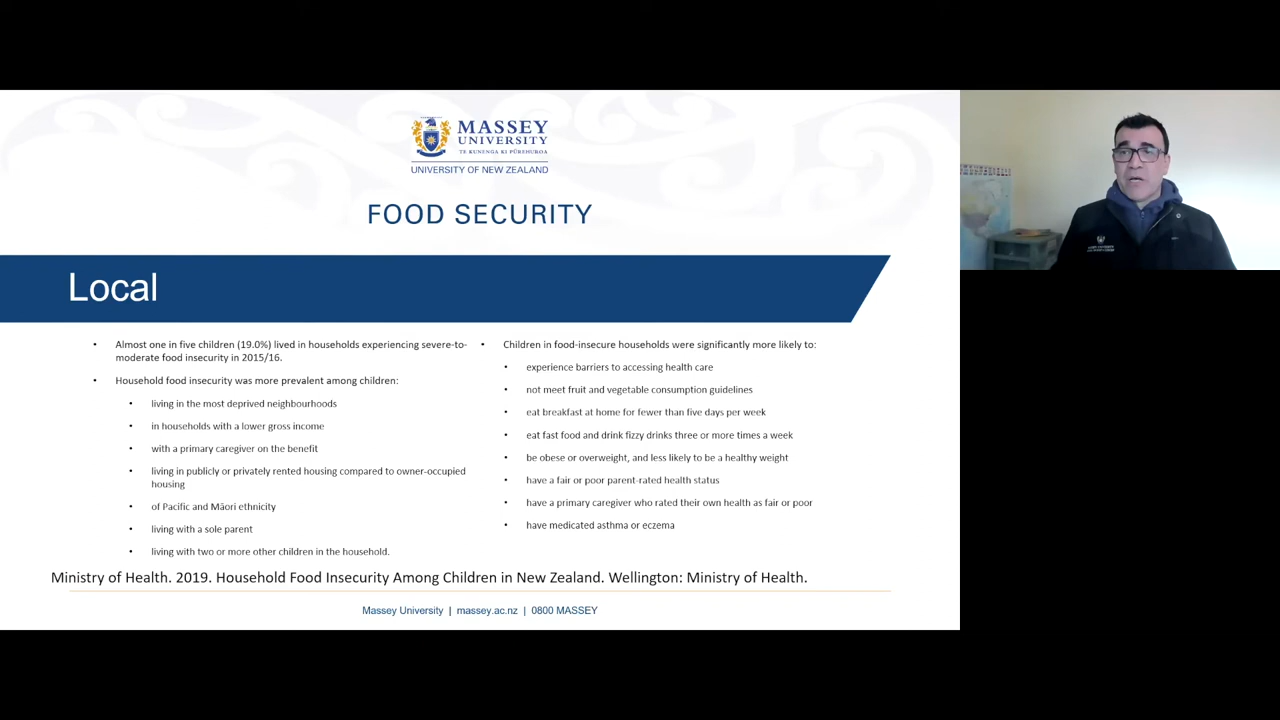 MASSEY
UNIVERSITY
TE KUNENGA KI PŪREHUROA
UNIVERSITY OF NEW ZEALAND
FOOD SECURITY
Local
• Almost one in five children (19.0%) lived in households experiencing severe-to-
moderate food insecurity in 2015/16.
• Household food insecurity was more prevalent among children:
• living in the most deprived neighbourhoods
• in households with a lower gross income
• with a primary caregiver on the benefit
• living in publicly or privately rented housing compared to owner-occupied
housing
• of Pacific and Māori ethnicity
• living with a sole parent
• living with two or more other children in the household.
• Children in food-insecure households were significantly more likely to:
• experience barriers to accessing health care
• not meet fruit and vegetable consumption guidelines
• eat breakfast at home for fewer than five days per week
• eat fast food and drink fizzy drinks three or more times a week
• be obese or overweight, and less likely to be a healthy weight
• have a fair or poor parent-rated health status
• have a primary caregiver who rated their own health as fair or poor
• have medicated asthma or eczema
Ministry of Health. 2019. Household Food Insecurity Among Children in New Zealand. Wellington: Ministry of Health.
Massey University | massey.ac.nz | 0800 MASSEY